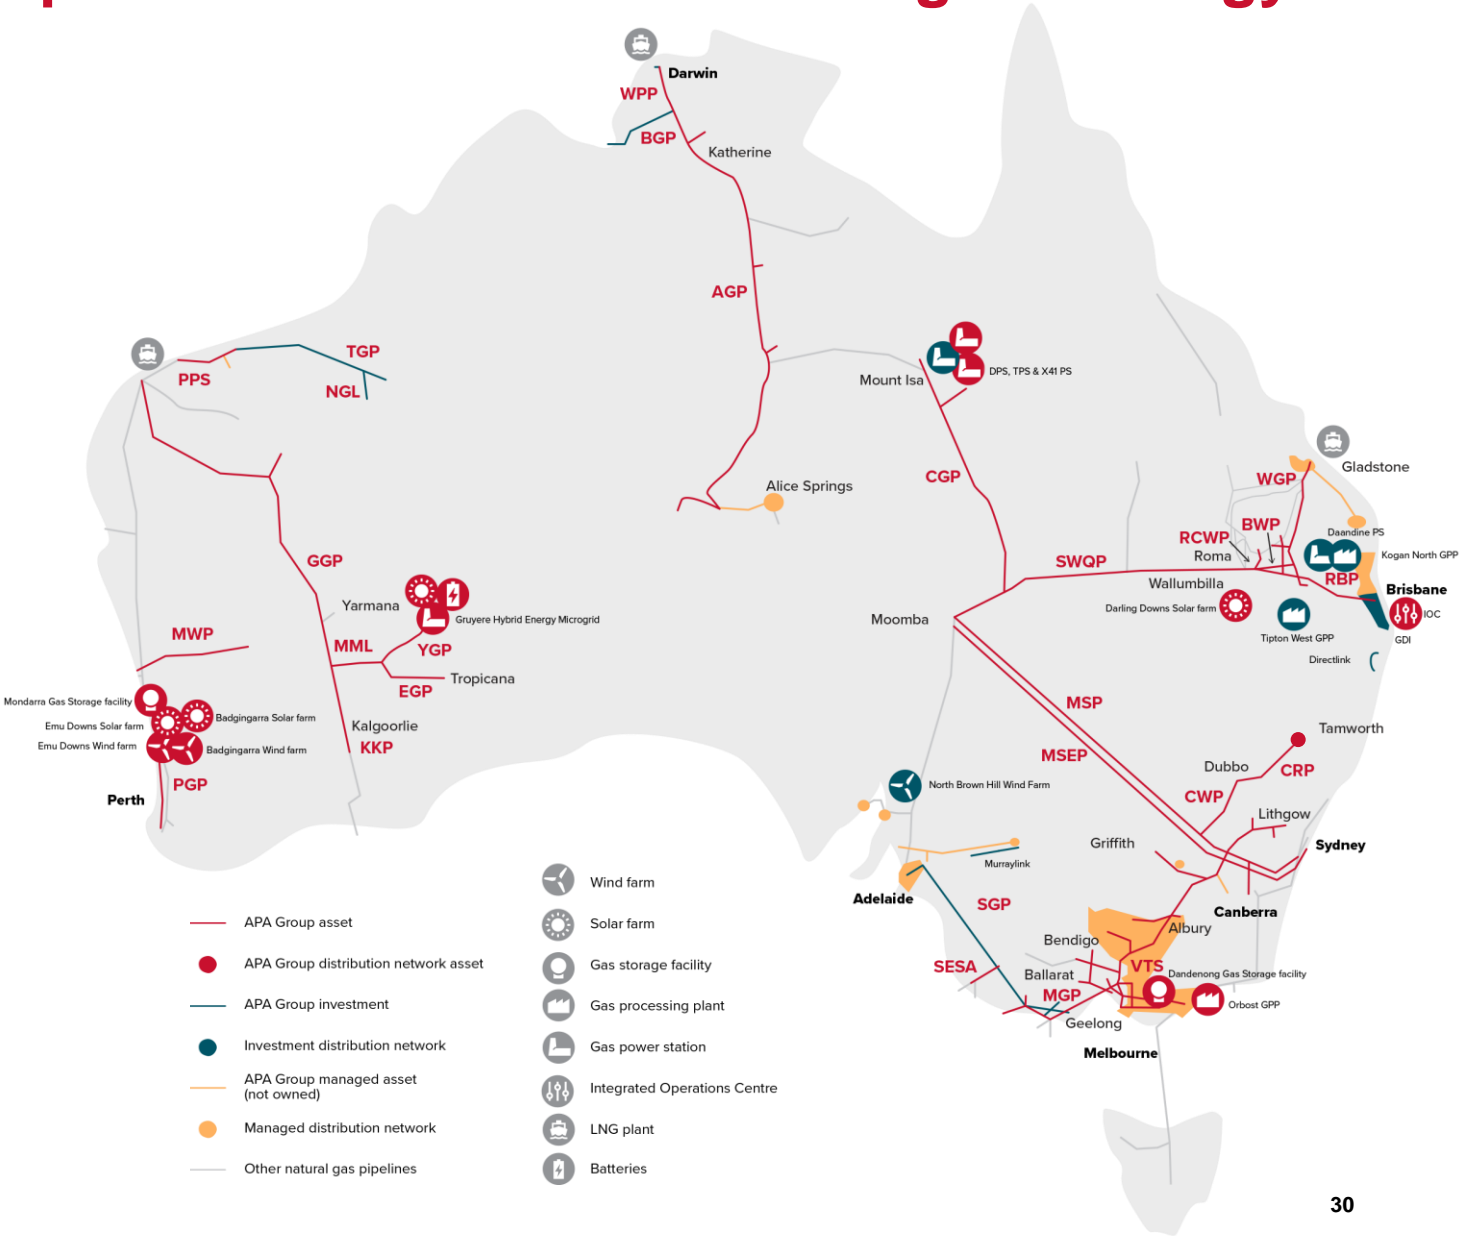 Darwin
WPP
BGP
Katherine
AGP
TGP
PPS
NGL
Mount Isa
DPS, TPS & X41 PS
Gladstone
CGP
WGP
Alice Springs
BWP
Daandine PS
RCWP
Roma
Kogan North GPP
GGP
SWQP
RBP
Wallumbilla
Brisbane
Yarmana
Darling Downs Solar farm
IOC
Gruyere Hybrid Energy Microgrid
Moomba
MWP
Tipton West GPP
GDI
MML
YGP
Directlink
Tropicana
EGP
Mondarra Gas Storage facility
MSP
Badgingarra Solar farm
Emu Downs Solar farm
Kalgoorlie
Tamworth
Emu Downs Wind farm
Badgingarra Wind farm
KKP
MSEP
Dubbo
CRP
PGP
North Brown Hill Wind Farm
CWP
Perth
Lithgow
Griffith
Sydney
Murraylink
Adelaide
SGP
Canberra
Albury
Bendigo
SESA
Ballarat
VTS
Dandenong Gas Storage facility
MGP
Orbost GPP
Geelong
Melbourne
APA Group asset
APA Group distribution network asset
APA Group investment
Investment distribution network
APA Group managed asset
(not owned)
Managed distribution network
Other natural gas pipelines
Wind farm
Solar farm
Gas storage facility
Gas processing plant
Gas power station
Integrated Operations Centre
LNG plant
Batteries
30